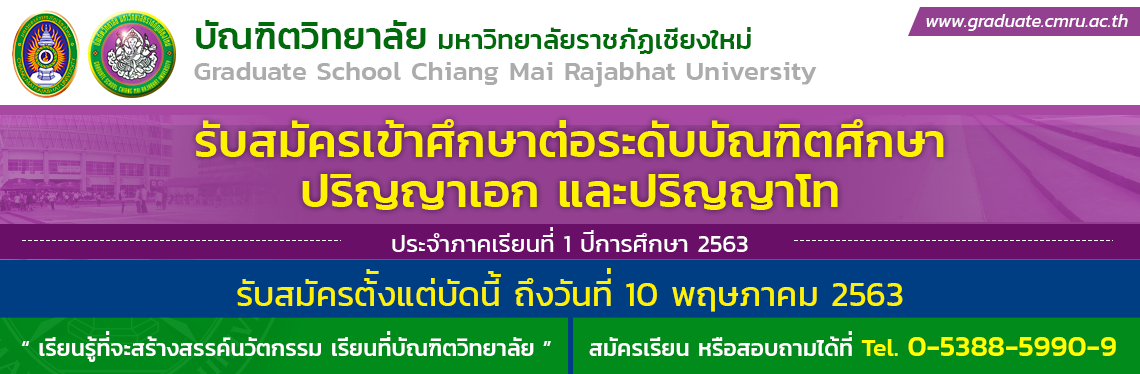 บัณฑิตวิทยาลัย มหาวิทยาลัยราชภัฏเชียงใหม่
www.graduate.cmru.ac.th
Graduate School Chiang Mai Rajabhat University
รับสมัครเข้าศึกษาต่อระดับบัณฑิตศึกษา
ปริญญาเอก และปริญญาโท
ประจำภาคเรียนที่ 1 ปีการศึกษา 2563
รับสมัครตั้งแต่บัดนี้ ถึงวันที่ 10 พฤษภาคม 2563
“ เรียนรู้ที่จะสร้างสรรค์นวัตกรรม เรียนที่บัณฑิตวิทยาลัย ”
สมัครเรียน หรือสอบถามได้ที่ Tel. 0-5388-5990-9